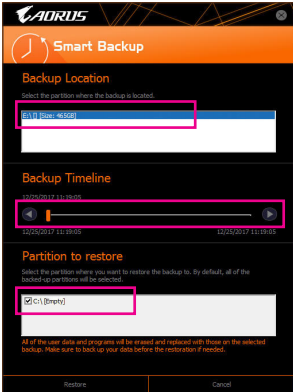 AORUS
Smart Backup
Backup Location
Select the partition where the backup is located.
E:\ [] [Size: 465GB]
Backup Timeline
12/25/2017 11:19:05
12/25/2017 11:19:05 12/25/2017 11:19:05
Partition to restore
Select the partition where you want to restore the backup to. By default, all of the
backed-up partitions will be selected.
C:\ [Empty]
All of the user data and programs will be erased and replaced with those on the selected
backup. Make sure to back up your data before the restoration if needed.
Restore Cancel